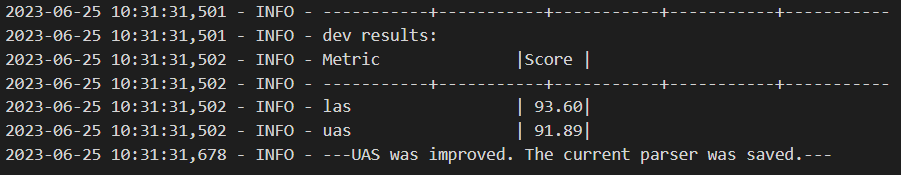 2023-06-25 10:31:31,501 - INFO - -----------+-----------+-----------+-----------+-----------
2023-06-25 10:31:31,501 - INFO - dev results:
2023-06-25 10:31:31,502 - INFO - Metric              |Score |
2023-06-25 10:31:31,502 - INFO - -----------+-----------+-----------+-----------+-----------
2023-06-25 10:31:31,502 - INFO - las                 | 93.60|
2023-06-25 10:31:31,502 - INFO - uas                 | 91.89|
2023-06-25 10:31:31,678 - INFO - ---UAS was improved. The current parser was saved.---